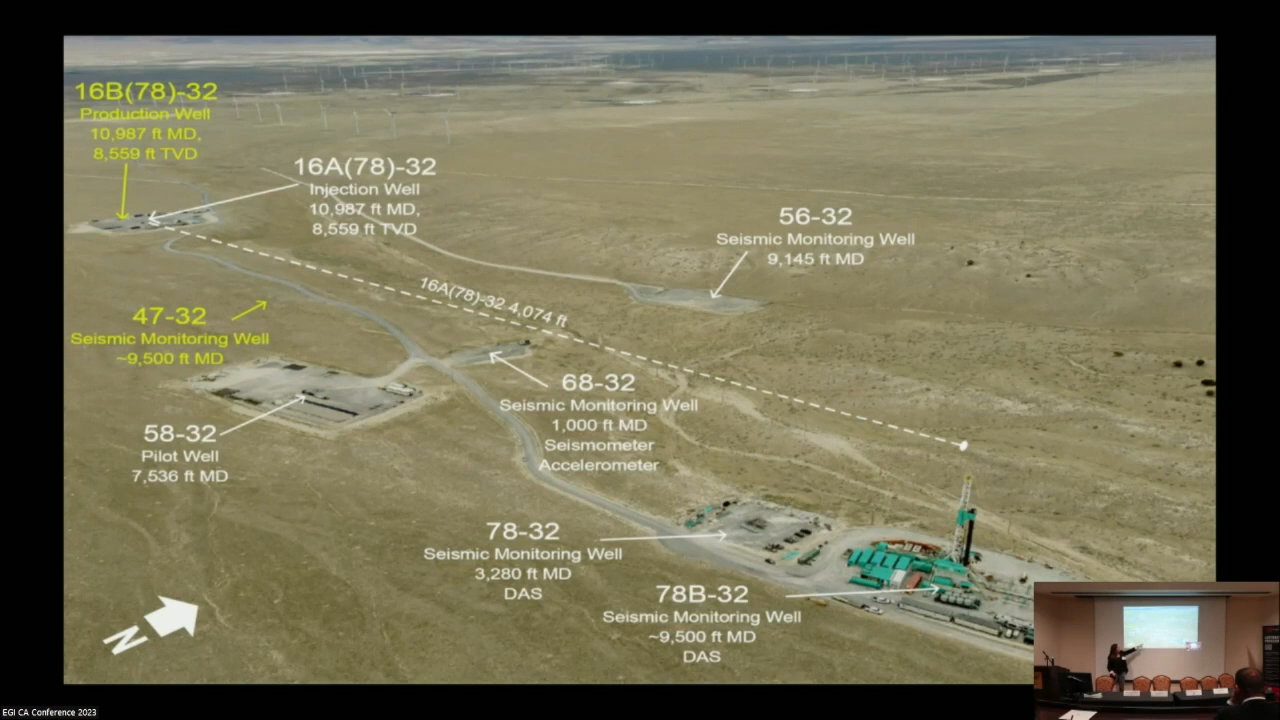 16B(78)-32
Production Well
10,987 ft MD,
8,559 ft TVD
16A(78)-32
Injection Well
10,987 ft MD,
8,559 ft TVD
56-32
Seismic Monitoring Well
9,145 ft MD
16A(78)-32 4,074 ft
47-32
Seismic Monitoring Well
~9,500 ft MD
68-32
Seismic Monitoring Well
1,000 ft MD
Seismometer
Accelerometer
58-32
Pilot Well
7,536 ft MD
78-32
Seismic Monitoring Well
3,280 ft MD
DAS
78B-32
Seismic Monitoring Well
~9,500 ft MD
DAS
N
EGI CA Conference 2023